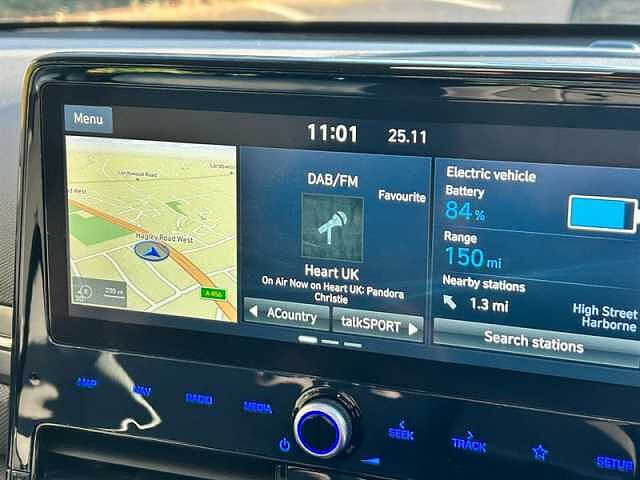 Menu
11:01 25.11
Lordswood Road
Hagley Road West
A 456
DAB/FM
Favourite
Heart UK
On Air Now on Heart UK: Pandora
Christie
ACountry
talkSPORT
Electric vehicle
Battery
84%
Range
150 mi
Nearby stations
1.3 mi
High Street
Harborne
Search stations
MAP
NAV
RADIO
MEDIA
SEEK
TRACK
SETUP